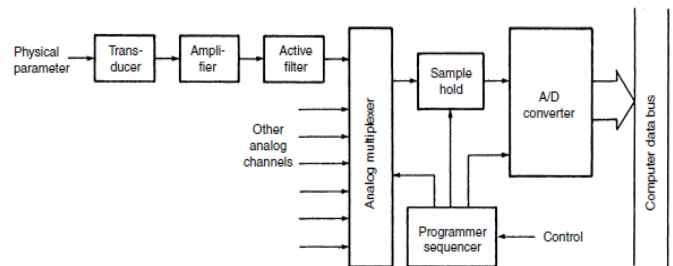 Physical
parameter
Trans-
ducer
Ampli-
fier
Active
filter
Other
analog
channels
Analog multiplexer
Sample
hold
A/D
converter
Programmer
sequencer
Control
Computer data bus